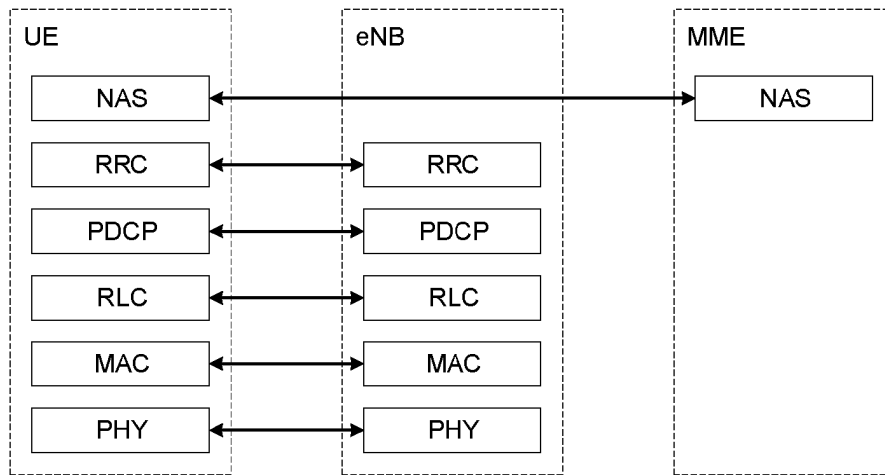 UE eNB MME
NAS NAS
RRC RRC
PDCP PDCP
RLC RLC
MAC MAC
PHY PHY